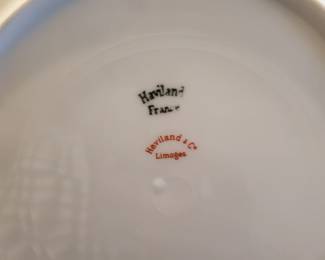 Haviland
France
Haviland & Co
Limoges